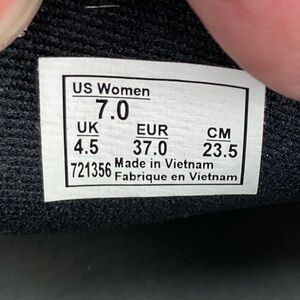 US Women
7.0
UK EUR CM
4.5 37.0 23.5
721356 Made in Vietnam
Fabrique en Vietnam